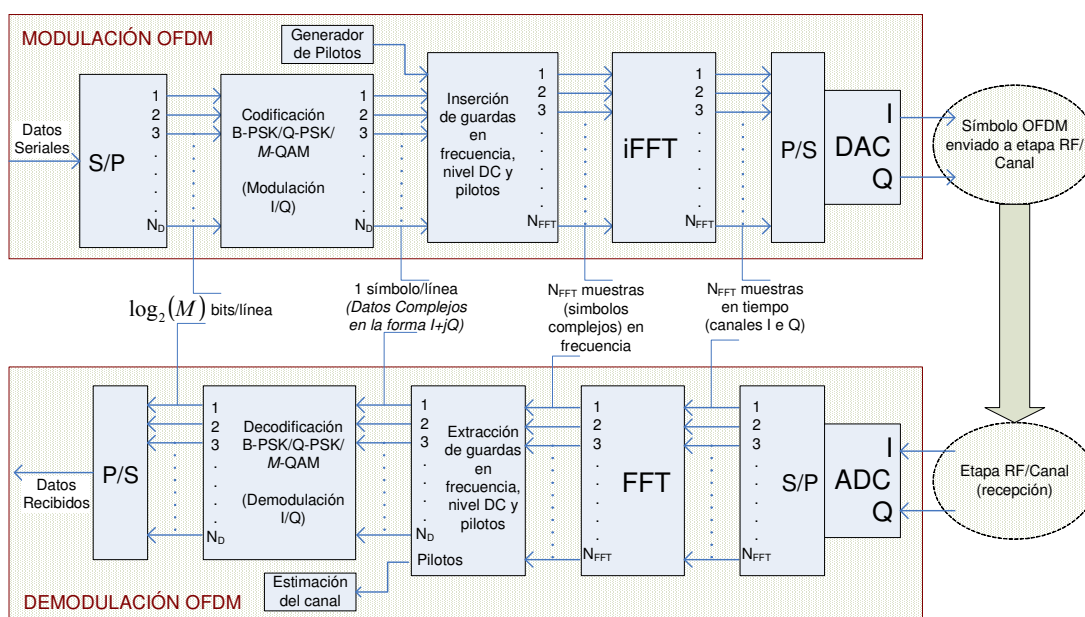 MODULACIÓN OFDM
Generador
de Pilotos
Datos
Seriales
S/P
1
2
3
N_D
Codificación
B-PSK/Q-PSK/
M-QAM
(Modulación
I/Q)
1
2
3
N_D
Inserción
de guardas
en
frecuencia,
nivel DC y
pilotos
1
2
3
N_FFT
iFFT
1
2
3
N_FFT
P/S
DAC
I
Q
Símbolo OFDM
enviado a etapa RF/
Canal
log₂(M) bits/línea
1 símbolo/línea
(Datos Complejos
en la forma I+jQ)
N_FFT muestras
(simbolos
complejos) en
frecuencia
N_FFT muestras
en tiempo
(canales I e Q)
P/S
Datos
Recibidos
1
2
3
N_D
Decodificación
B-PSK/Q-PSK/
M-QAM
(Demodulación
I/Q)
1
2
3
N_D
Pilotos
Extracción
de guardas
en
frecuencia,
nivel DC y
pilotos
1
2
3
N_FFT
FFT
1
2
3
N_FFT
S/P
ADC
I
Q
Etapa RF/Canal
(recepción)
Estimación
del canal
DEMODULACIÓN OFDM